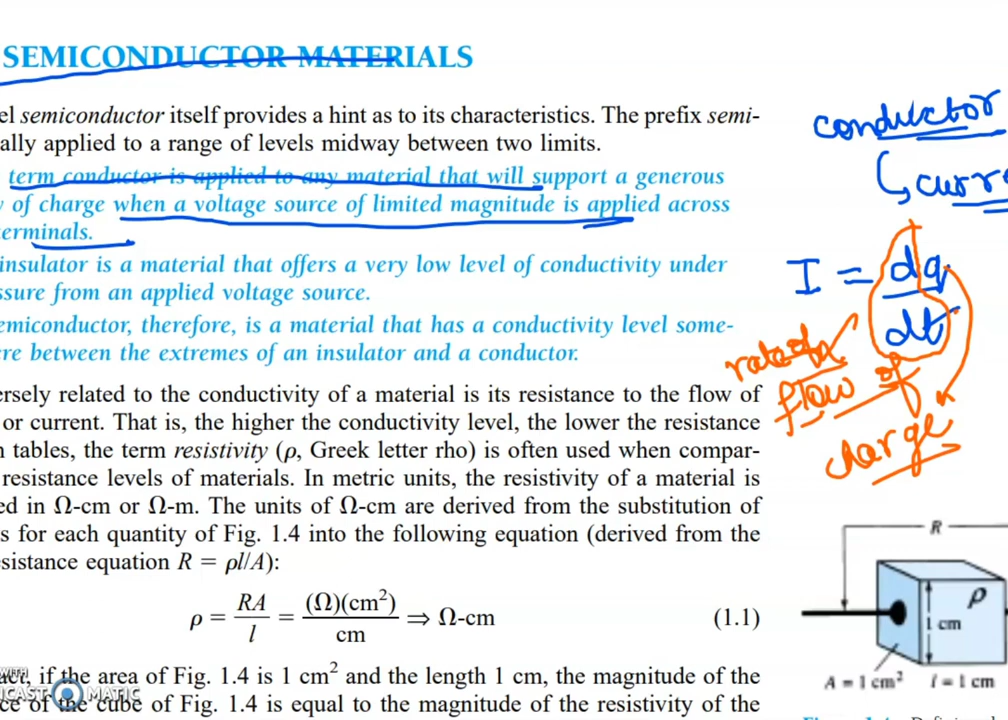 SEMICONDUCTOR MATERIALS
el semiconductor itself provides a hint as to its characteristics. The prefix semi-
ally applied to a range of levels midway between two limits.
term conductor is applied to any material that will support a generous
of charge when a voltage source of limited magnitude is applied across
terminals.
insulator is a material that offers a very low level of conductivity under
ssure from an applied voltage source.
emiconductor, therefore, is a material that has a conductivity level some-
re between the extremes of an insulator and a conductor.
ersely related to the conductivity of a material is its resistance to the flow of
or current. That is, the higher the conductivity level, the lower the resistance
n tables, the term resistivity (ρ, Greek letter rho) is often used when compar-
resistance levels of materials. In metric units, the resistivity of a material is
ed in Ω-cm or Ω-m. The units of Ω-cm are derived from the substitution of
s for each quantity of Fig. 1.4 into the following equation (derived from the
esistance equation R = ρl/A):
ρ = RA/l = (Ω)(cm²)/cm ⇒ Ω-cm (1.1)
act, if the area of Fig. 1.4 is 1 cm² and the length 1 cm, the magnitude of the
ce of the cube of Fig. 1.4 is equal to the magnitude of the resistivity of the
conductor
curre
I = dq/dt
rate of
flow of
charge
R
ρ
1 cm
A = 1 cm² l = 1 cm
RECORDED WITH
SCREENCAST MATIC